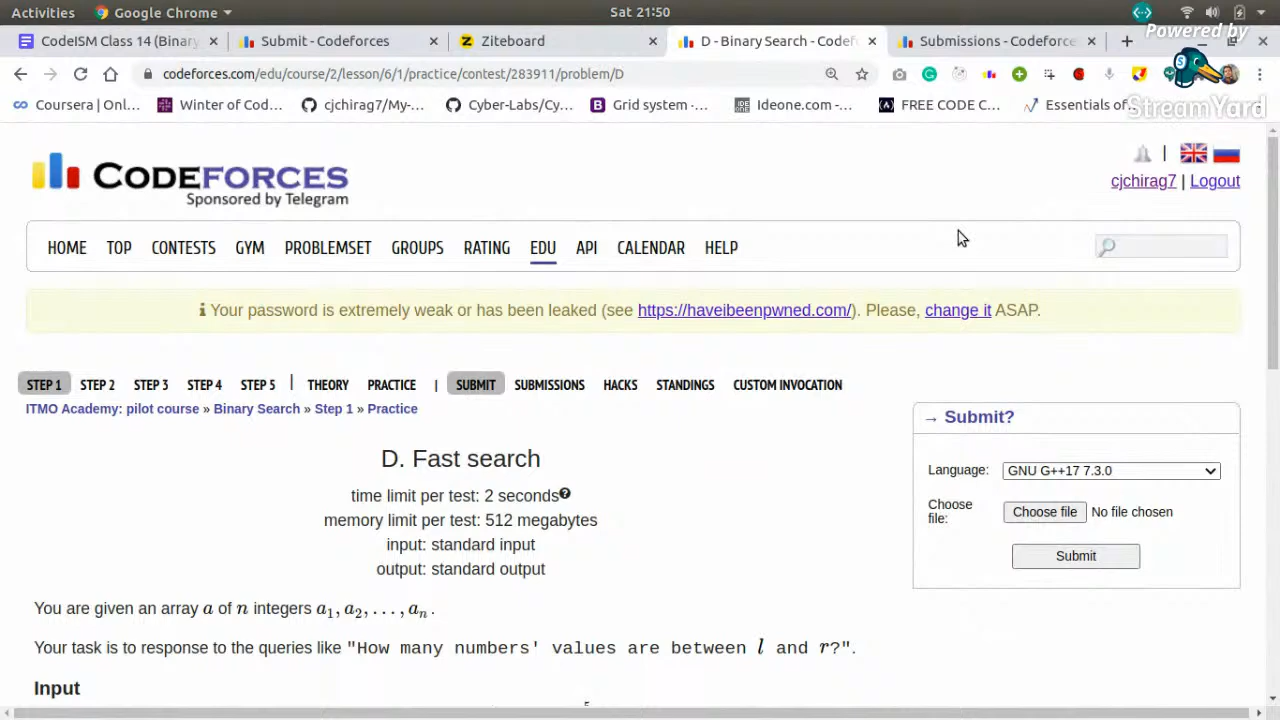 Activities Google Chrome Sat 21:50
CodeISM Class 14 (Binary Submit - Codeforces Ziteboard D - Binary Search - Codef Submissions - Codeforce
Powered by
codeforces.com/edu/course/2/lesson/6/1/practice/contest/283911/problem/D
StreamYard
Coursera | Onl... Winter of Cod... cjchirag7/My-... Cyber-Labs/Cy... Grid system ·... Ideone.com -... FREE CODE C... Essentials of
CODEFORCES
Sponsored by Telegram
cjchirag7 | Logout
HOME TOP CONTESTS GYM PROBLEMSET GROUPS RATING EDU API CALENDAR HELP
Your password is extremely weak or has been leaked (see https://haveibeenpwned.com/). Please, change it ASAP.
STEP 1 STEP 2 STEP 3 STEP 4 STEP 5 | THEORY PRACTICE | SUBMIT SUBMISSIONS HACKS STANDINGS CUSTOM INVOCATION
ITMO Academy: pilot course » Binary Search » Step 1 » Practice
→ Submit?
Language: GNU G++17 7.3.0
Choose file: Choose file No file chosen
Submit
D. Fast search
time limit per test: 2 seconds
memory limit per test: 512 megabytes
input: standard input
output: standard output
You are given an array a of n integers a1, a2, ..., an.
Your task is to response to the queries like "How many numbers' values are between l and r?".
Input